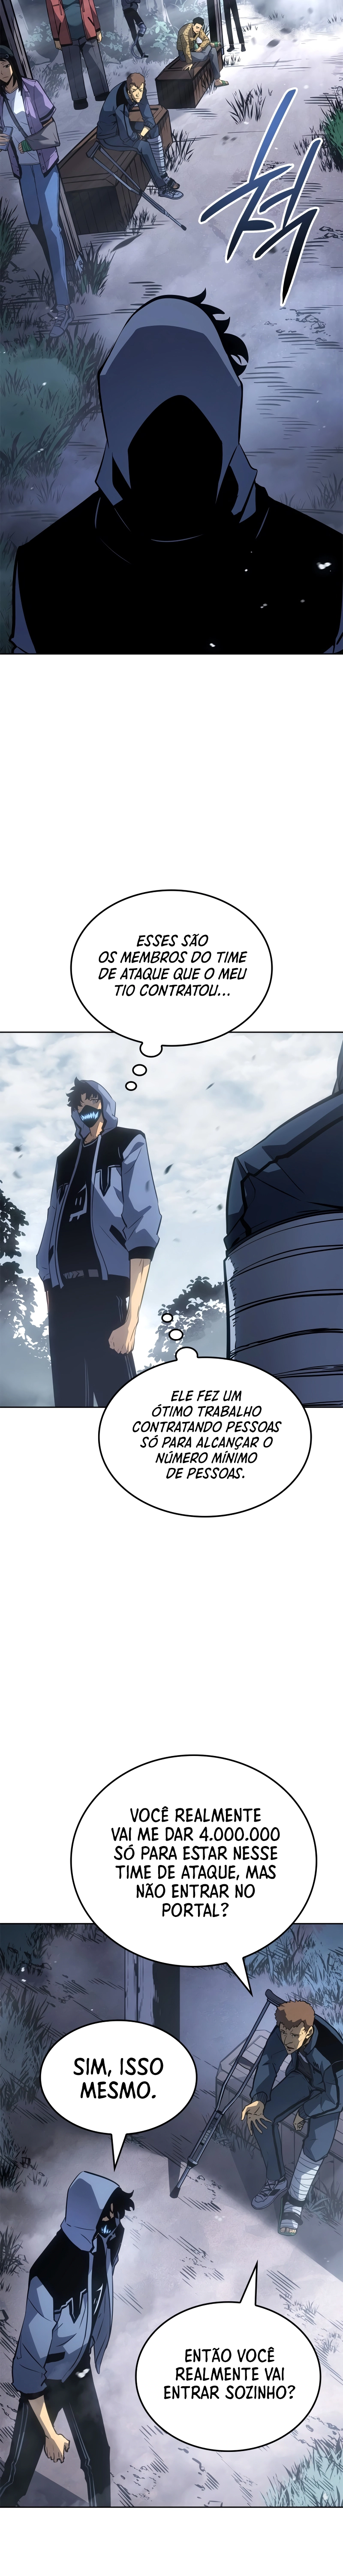 저벅
ESSES SÃO
OS MEMBROS DO TIME
DE ATAQUE QUE O MEU
TIO CONTRATOU...
ELE FEZ UM
ÓTIMO TRABALHO
CONTRATANDO PESSOAS
SÓ PARA ALCANÇAR O
NÚMERO MÍNIMO
DE PESSOAS.
VOCÊ REALMENTE
VAI ME DAR 4.000.000
SÓ PARA ESTAR NESSE
TIME DE ATAQUE, MAS
NÃO ENTRAR NO
PORTAL?
SIM, ISSO
MESMO.
ENTÃO VOCÊ
REALMENTE VAI
ENTRAR SOZINHO?